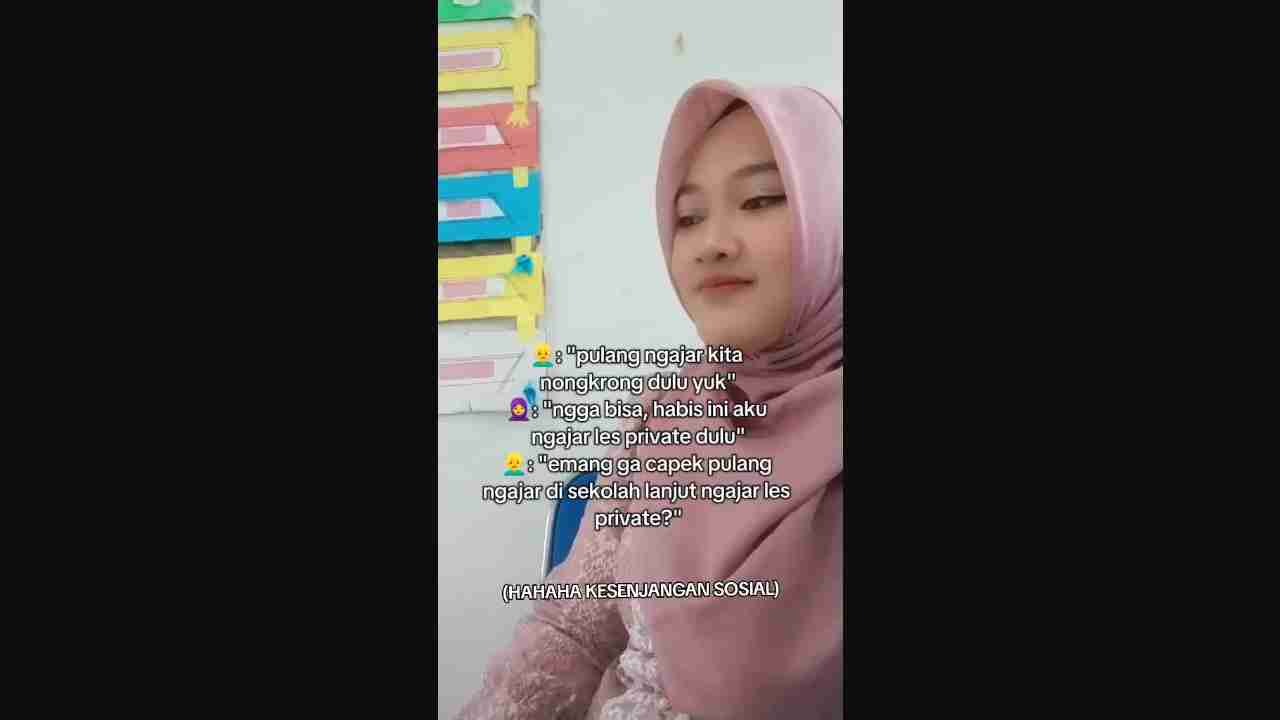 👱‍♂️: "pulang ngajar kita
nongkrong dulu yuk"
🧕: "ngga bisa, habis ini aku
ngajar les private dulu"
👱‍♂️: "emang ga capek pulang
ngajar di sekolah lanjut ngajar les
private?"
(HAHAHA KESENJANGAN SOSIAL)